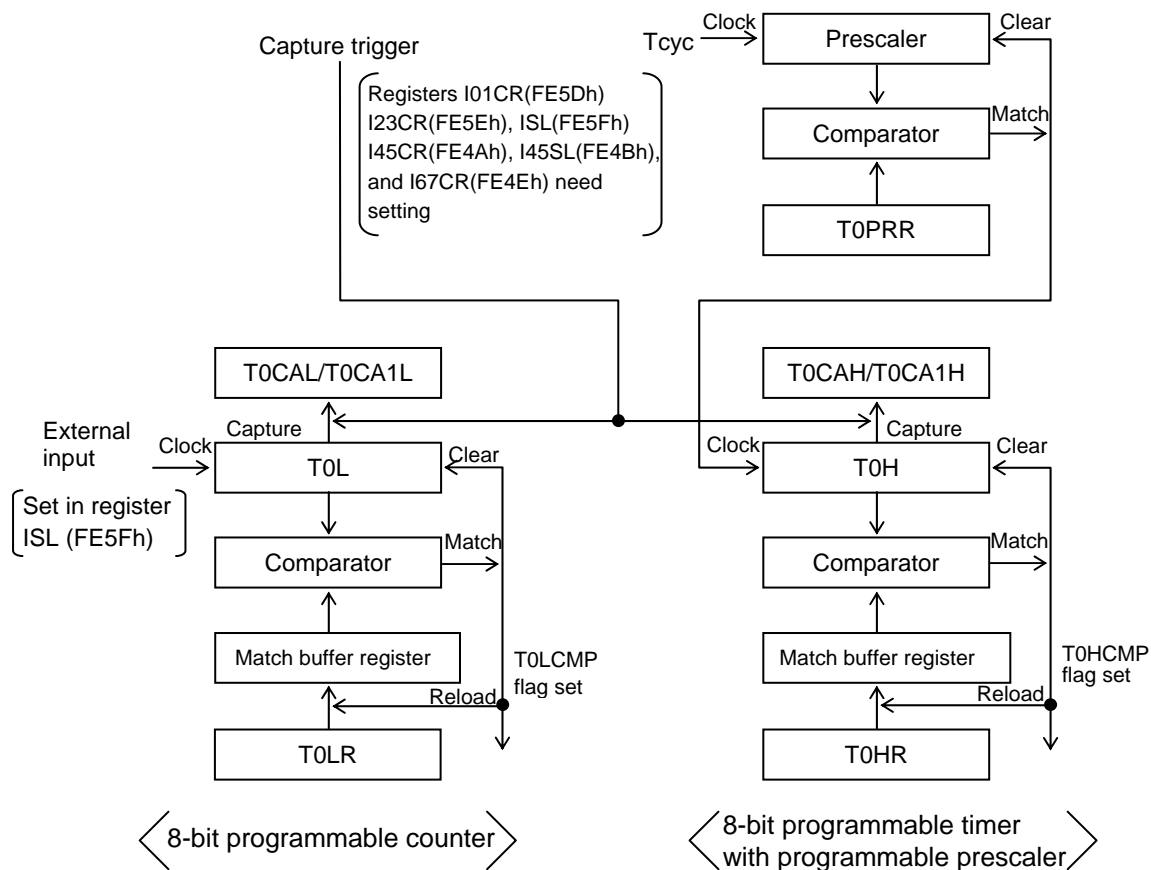 Capture trigger
Registers I01CR(FE5Dh)
I23CR(FE5Eh), ISL(FE5Fh)
I45CR(FE4Ah), I45SL(FE4Bh),
and I67CR(FE4Eh) need
setting
Tcyc
Clock
Prescaler
Clear
Comparator
Match
T0PRR
T0CAL/T0CA1L
T0CAH/T0CA1H
External
input
Set in register
ISL (FE5Fh)
Clock
Capture
T0L
Clear
Comparator
Match
Match buffer register
T0LCMP
flag set
Reload
T0LR
Clock
Capture
T0H
Clear
Comparator
Match
Match buffer register
T0HCMP
flag set
Reload
T0HR
8-bit programmable counter
8-bit programmable timer
with programmable prescaler